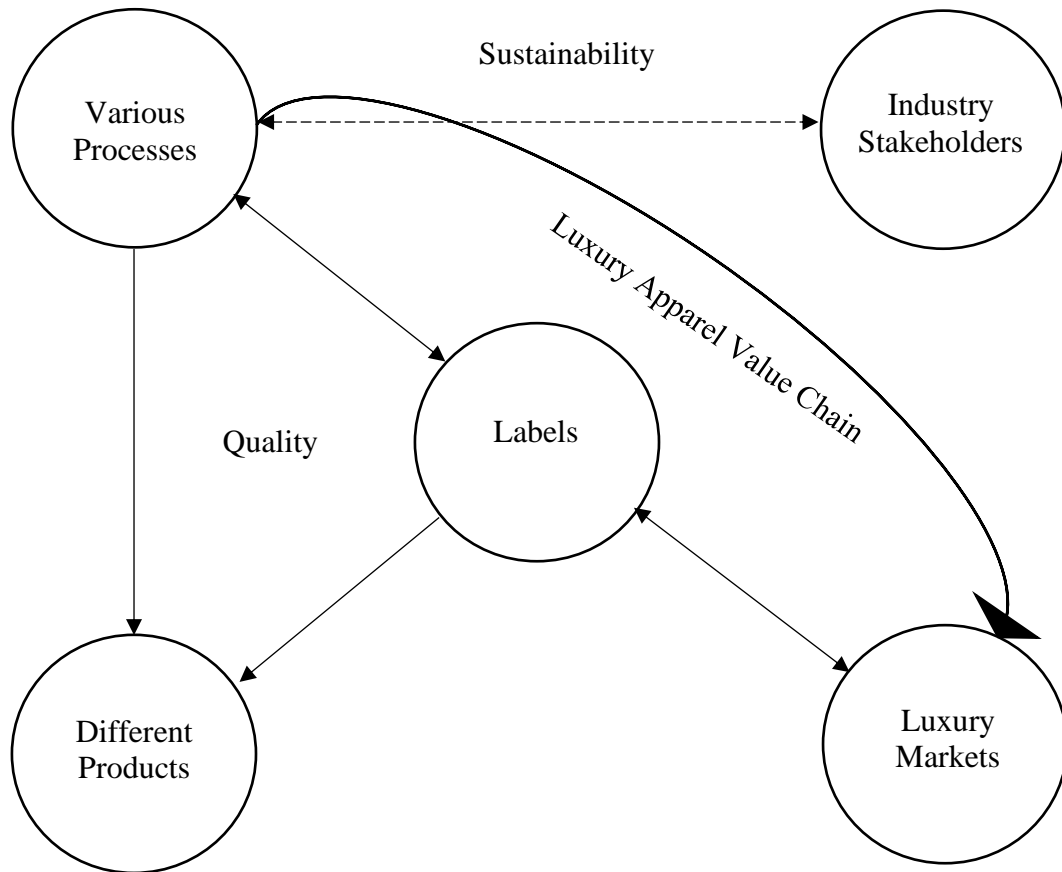 Sustainability
Various
Processes
Industry
Stakeholders
Luxury Apparel Value Chain
Quality
Labels
Different
Products
Luxury
Markets